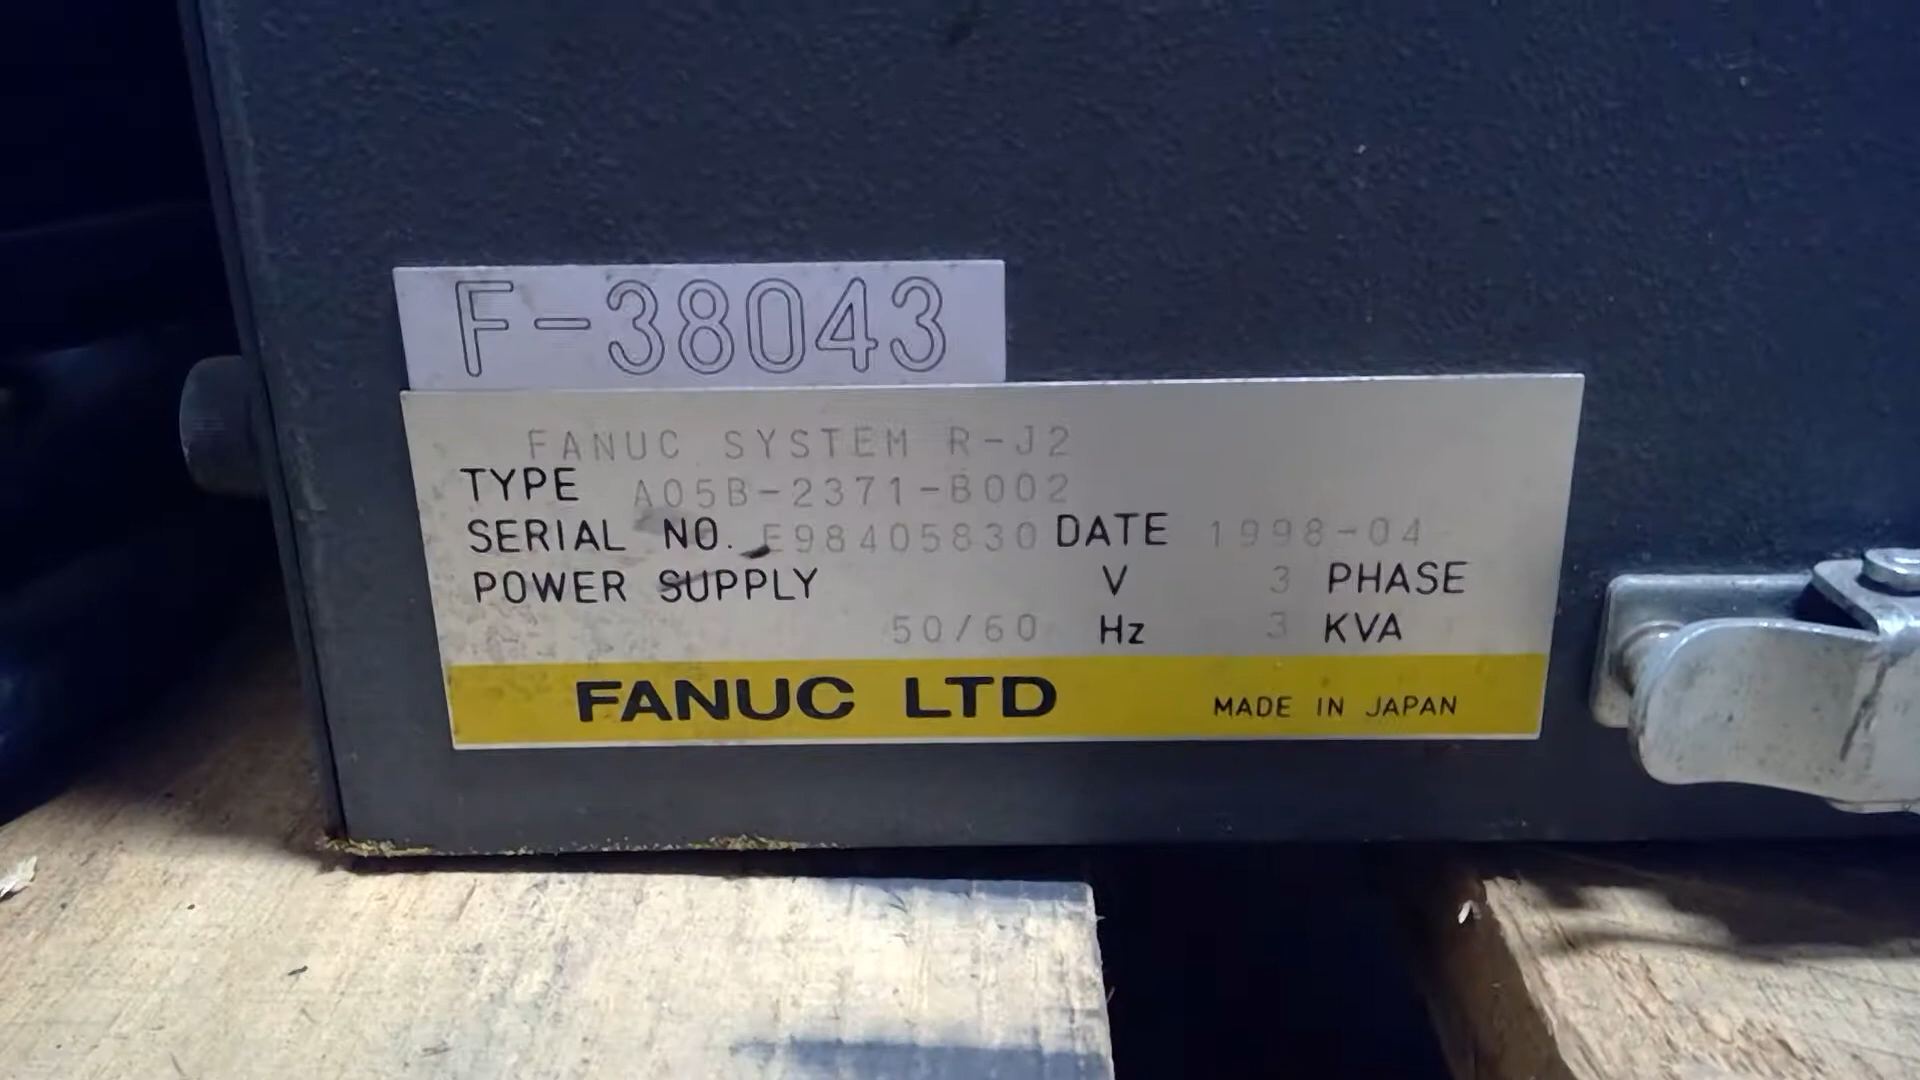 F-38043
FANUC SYSTEM R-J2
TYPE A05B-2371-B002
SERIAL NO. E98405830 DATE 1998-04
POWER SUPPLY V 3 PHASE
50/60 Hz 3 KVA
FANUC LTD MADE IN JAPAN